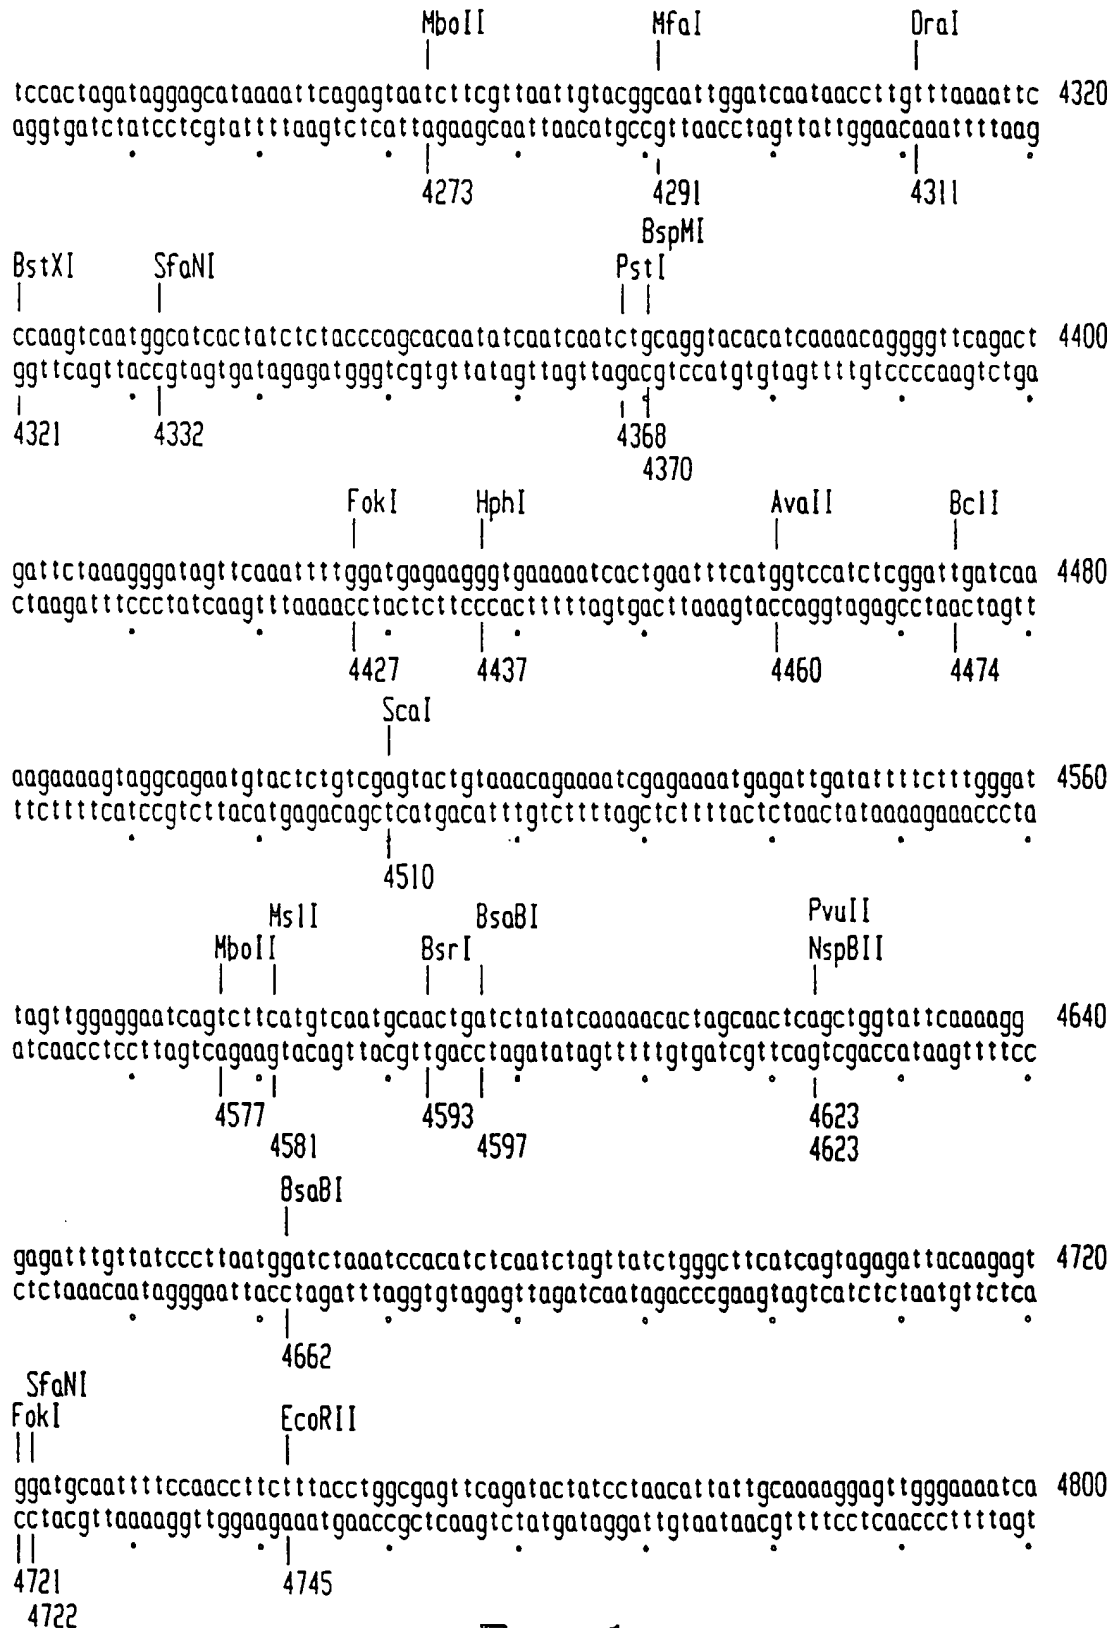 MboII MfaI DraI
tccactagataggagcataaaattcagagtaatcttcgttaattgtacggcaattggatcaataaccttgtttaaaattc 4320
aggtgatctatcctcgtattttaagtctcattagaagcaattaacatgccgttaacctagttattggaacaaattttaag
4273 4291 4311
BspMI
BstXI SfaNI PstI
ccaagtcaatggcatcactatctctacccagcacaatatcaatcaatctgcaggtacacatcaaaacaggggttcagact 4400
ggttcagttaccgtagtgatagagatgggtcgtgttatagttagttagacgtccatgtgtagttttgtccccaagtctga
4321 4332 4368
4370
FokI HphI AvaII BclI
gattctaaagggatagttcaaattttggatgagaagggtgaaaaatcactgaatttcatggtccatctcggattgatcaa 4480
ctaagatttccctatcaagtttaaaacctactcttcccactttttagtgacttaaagtaccaggtagagcctaactagtt
4427 4437 4460 4474
ScaI
aagaaaagtaggcagaatgtactctgtcgagtactgtaaacagaaaatcgagaaaatgagattgatattttctttgggat 4560
ttcttttcatccgtcttacatgagacagctcatgacatttgtcttttagctcttttactctaactataaaagaaacccta
4510
MslI BsaBI PvuII
MboII BsrI NspBII
tagttggaggaatcagtcttcatgtcaatgcaactgatctatatcaaaaacactagcaactcagctggtattcaaaagg 4640
atcaacctccttagtcagaagtacagttacgttgacctagatatagtttttgtgatcgttcagtcgaccataagttttcc
4577 4593 4623
4581 4597 4623
BsaBI
gagatttgttatcccttaatggatctaaatccacatctcaatctagttatctgggcttcatcagtagagattacaagagt 4720
ctctaaacaatagggaattacctagatttaggtgtagagttagatcaatagacccgaagtagtcatctctaatgttctca
4662
SfaNI
FokI EcoRII
ggatgcaattttccaaccttctttacctggcgagttcagatactatcctaacattattgcaaaaggagttgggaaaatca 4800
cctacgttaaaaggttggaagaaatgaaccgctcaagtctatgataggattgtaataacgttttcctcaacccttttagt
4721 4745
4722